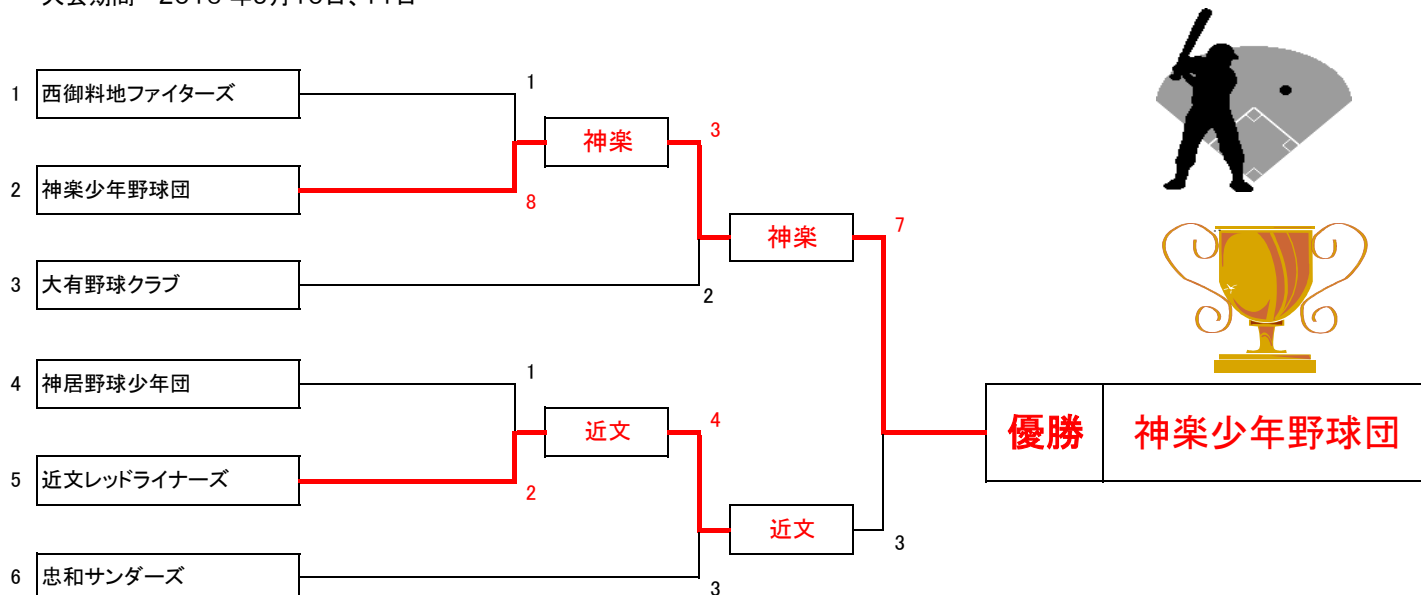 1 西御料地ファイターズ
1
神楽
3
2 神楽少年野球団
8
神楽
7
3 大有野球クラブ
2
4 神居野球少年団
1
近文
4
優勝 神楽少年野球団
5 近文レッドライナーズ
2
近文
3
6 忠和サンダーズ
3